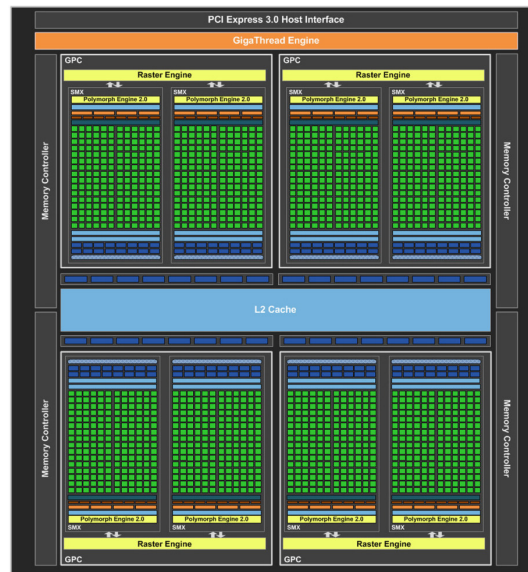 PCI Express 3.0 Host Interface
GigaThread Engine
GPC
GPC
Raster Engine
Raster Engine
SMX
SMX
SMX
SMX
Polymorph Engine 2.0
Polymorph Engine 2.0
Polymorph Engine 2.0
Polymorph Engine 2.0
Memory Controller
Memory Controller
L2 Cache
Memory Controller
Memory Controller
Polymorph Engine 2.0
Polymorph Engine 2.0
Polymorph Engine 2.0
Polymorph Engine 2.0
SMX
SMX
SMX
SMX
Raster Engine
Raster Engine
GPC
GPC